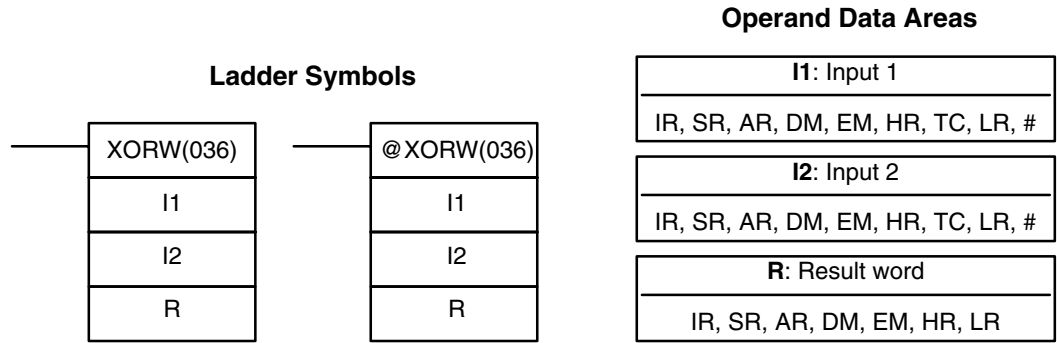 Ladder Symbols
XORW(036)
I1
I2
R
@XORW(036)
I1
I2
R
Operand Data Areas
I1: Input 1
IR, SR, AR, DM, EM, HR, TC, LR, #
I2: Input 2
IR, SR, AR, DM, EM, HR, TC, LR, #
R: Result word
IR, SR, AR, DM, EM, HR, LR